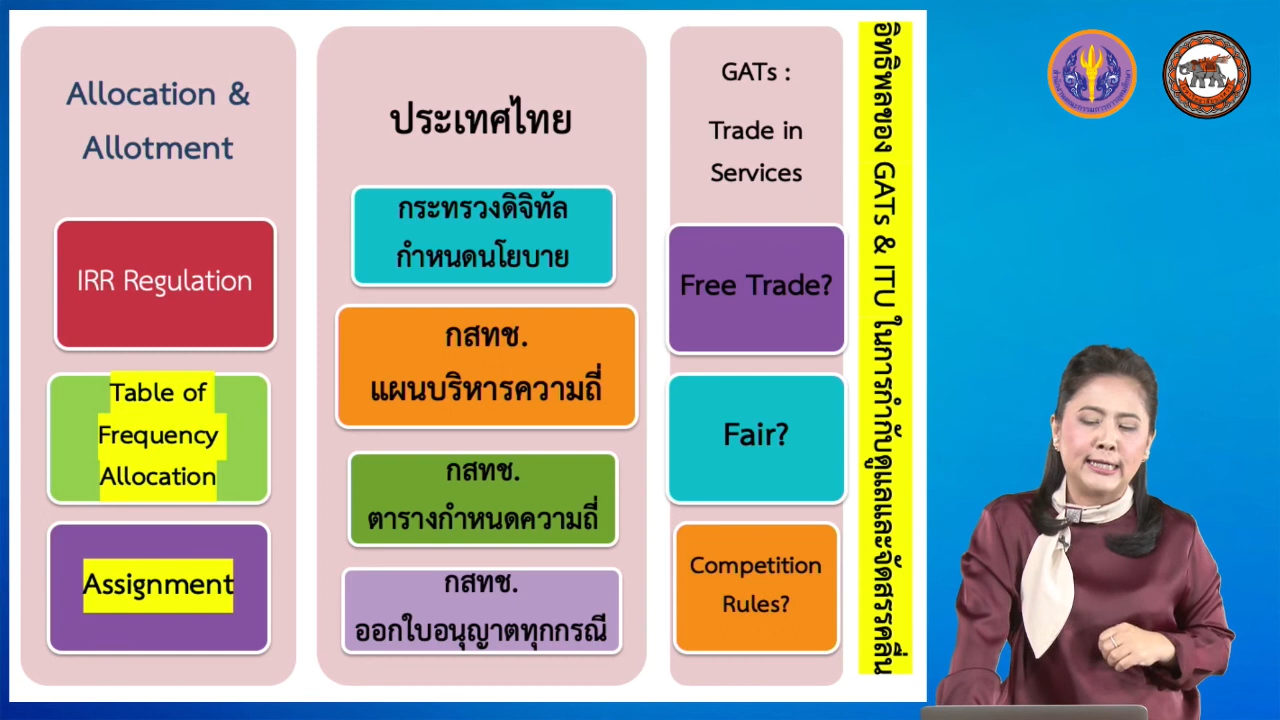 Allocation &
Allotment
IRR Regulation
Table of
Frequency
Allocation
Assignment
ประเทศไทย
กระทรวงดิจิทัล
กำหนดนโยบาย
กสทช.
แผนบริหารความถี่
กสทช.
ตารางกำหนดความถี่
กสทช.
ออกใบอนุญาตทุกกรณี
GATs :
Trade in
Services
Free Trade?
Fair?
Competition
Rules?
อิทธิพลของ GATs & ITU ในการกำกับดูแลและจัดสรรคลื่น